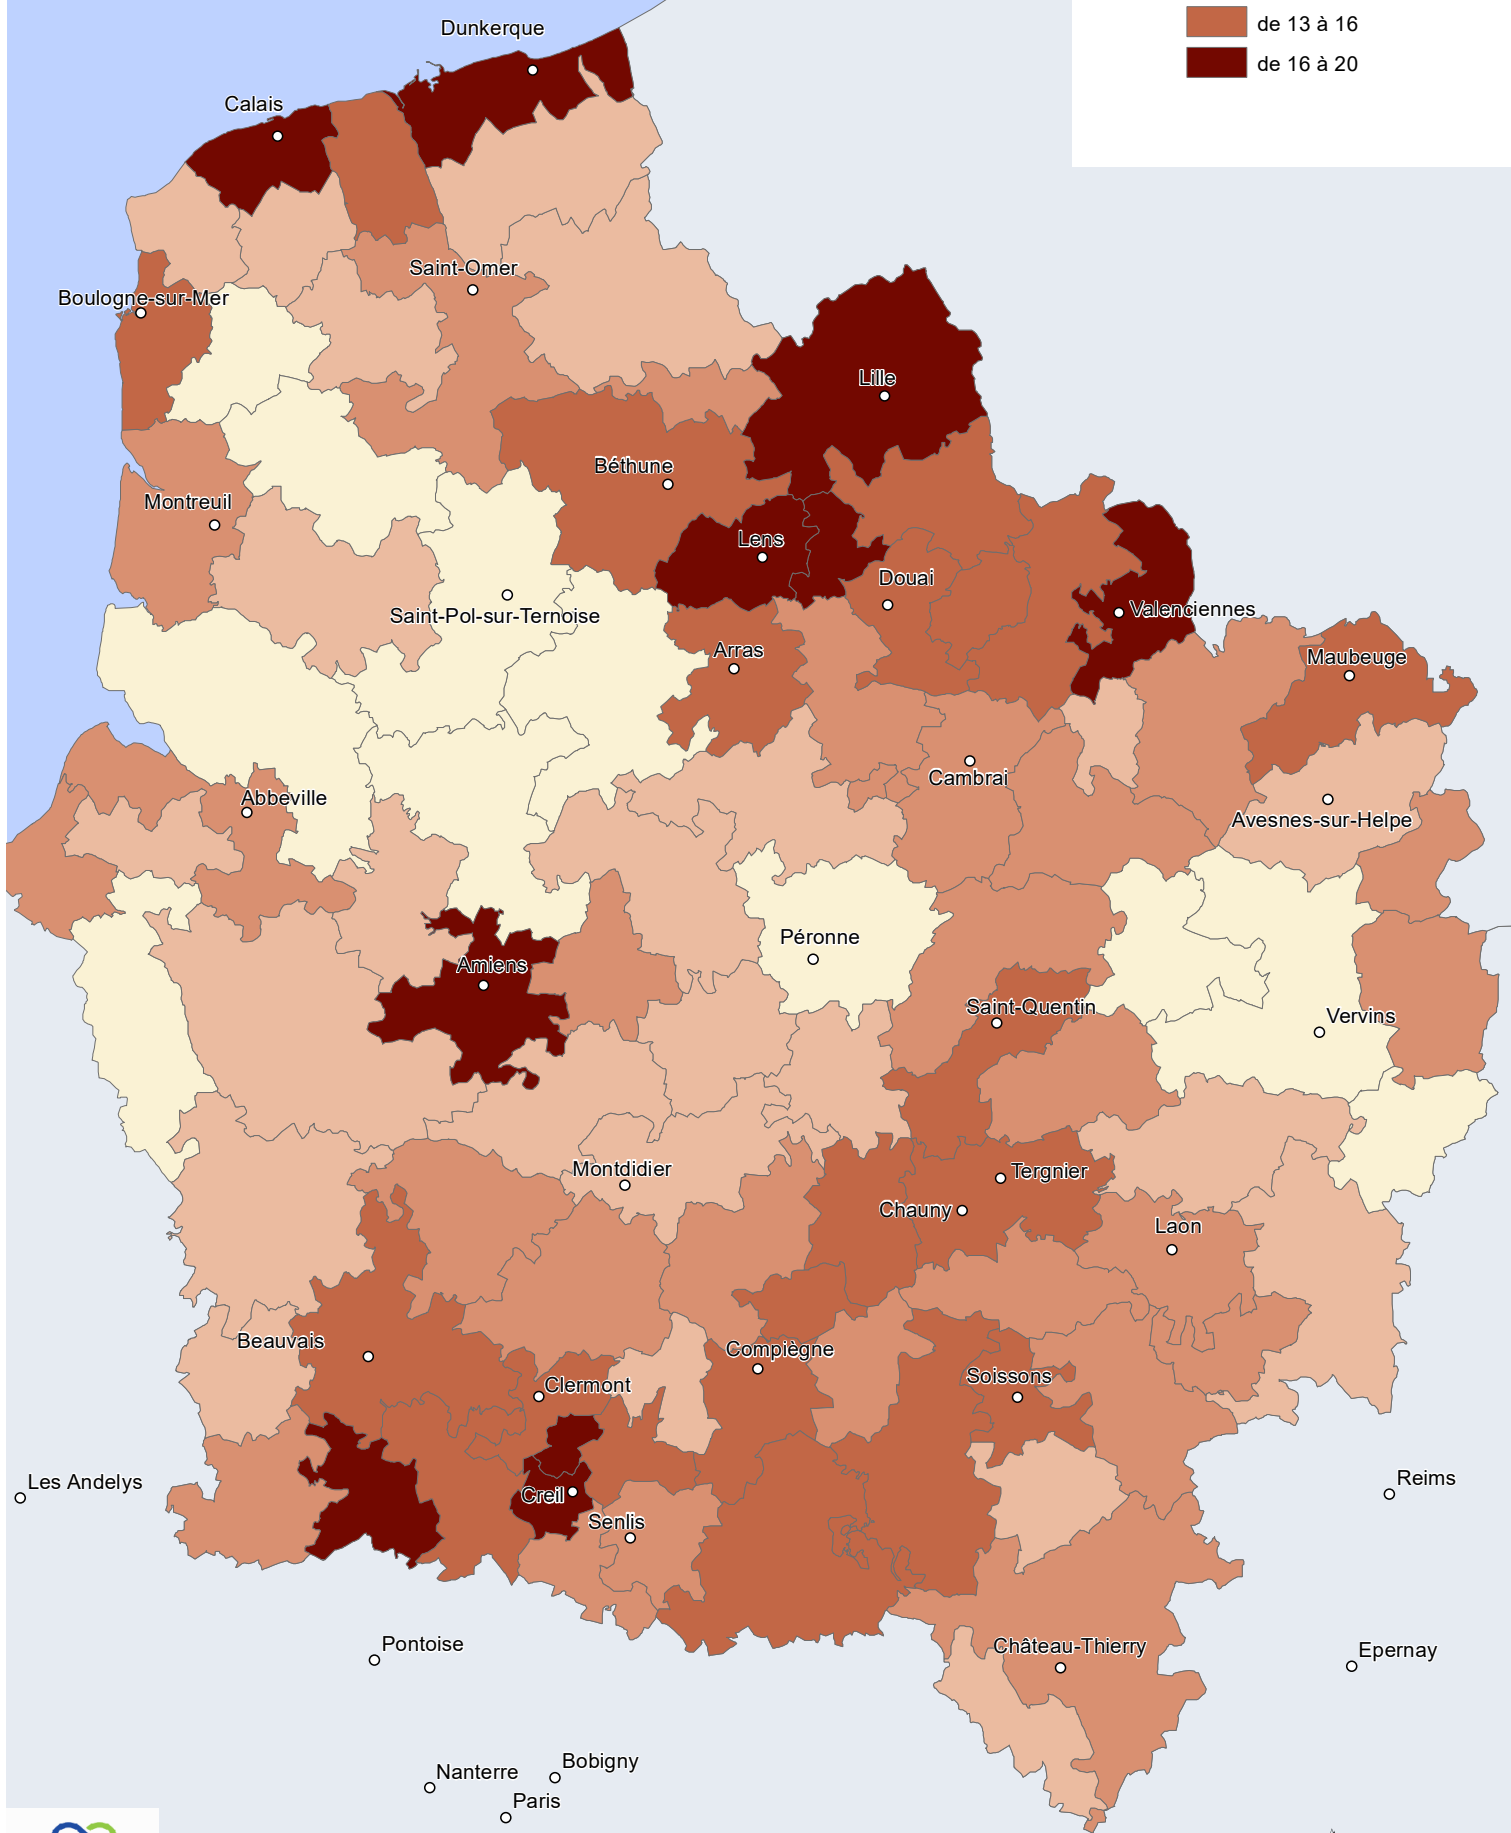 de 13 à 16
Dunkerque
de 16 à 20
Calais
Saint-Omer
Boulogne-sur-Mer
Lille
Béthune
Montreuil
Lens
Douai
Saint-Pol-sur-Ternoise
Valenciennes
Arras
Maubeuge
Cambrai
Abbeville
Avesnes-sur-Helpe
Péronne
Amiens
Saint-Quentin
Vervins
Montdidier
Tergnier
Chauny
Laon
Beauvais
Compiègne
Soissons
Clermont
Les Andelys
Creil
Reims
Senlis
Pontoise
Château-Thierry
Epernay
Bobigny
Nanterre
Paris